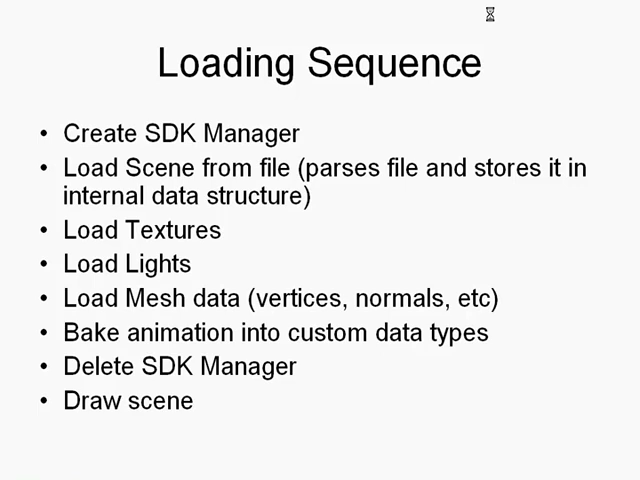 Loading Sequence
• Create SDK Manager
• Load Scene from file (parses file and stores it in
internal data structure)
• Load Textures
• Load Lights
• Load Mesh data (vertices, normals, etc)
• Bake animation into custom data types
• Delete SDK Manager
• Draw scene